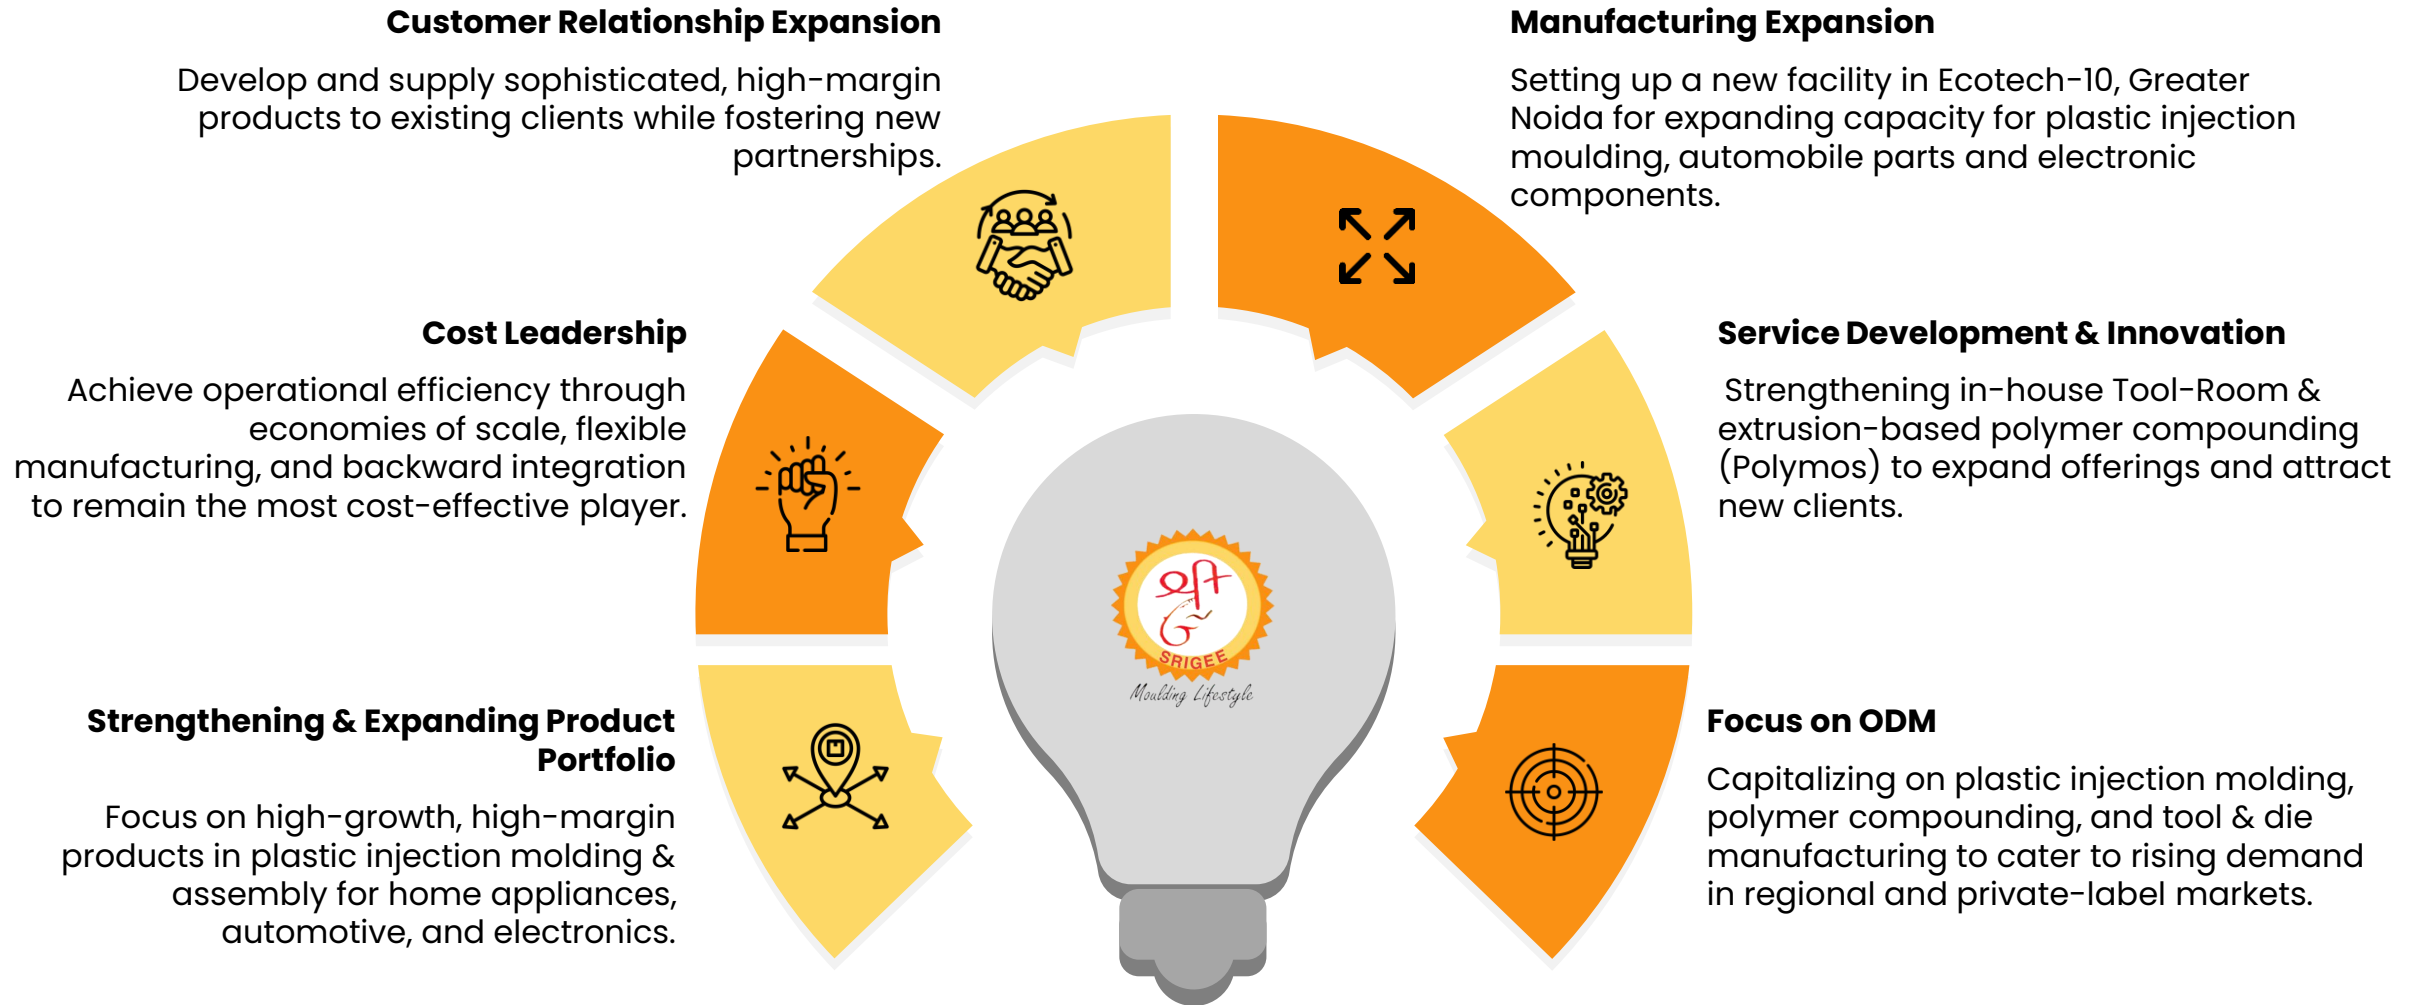 Customer Relationship Expansion
Develop and supply sophisticated, high-margin
products to existing clients while fostering new
partnerships.
Manufacturing Expansion
Setting up a new facility in Ecotech-10, Greater
Noida for expanding capacity for plastic injection
moulding, automobile parts and electronic
components.
Cost Leadership
Achieve operational efficiency through
economies of scale, flexible
manufacturing, and backward integration
to remain the most cost-effective player.
Service Development & Innovation
Strengthening in-house Tool-Room &
extrusion-based polymer compounding
(Polymos) to expand offerings and attract
new clients.
श्री
G
SRIGEE
Moulding Lifestyle
Strengthening & Expanding Product
Portfolio
Focus on high-growth, high-margin
products in plastic injection molding &
assembly for home appliances,
automotive, and electronics.
Focus on ODM
Capitalizing on plastic injection molding,
polymer compounding, and tool & die
manufacturing to cater to rising demand
in regional and private-label markets.